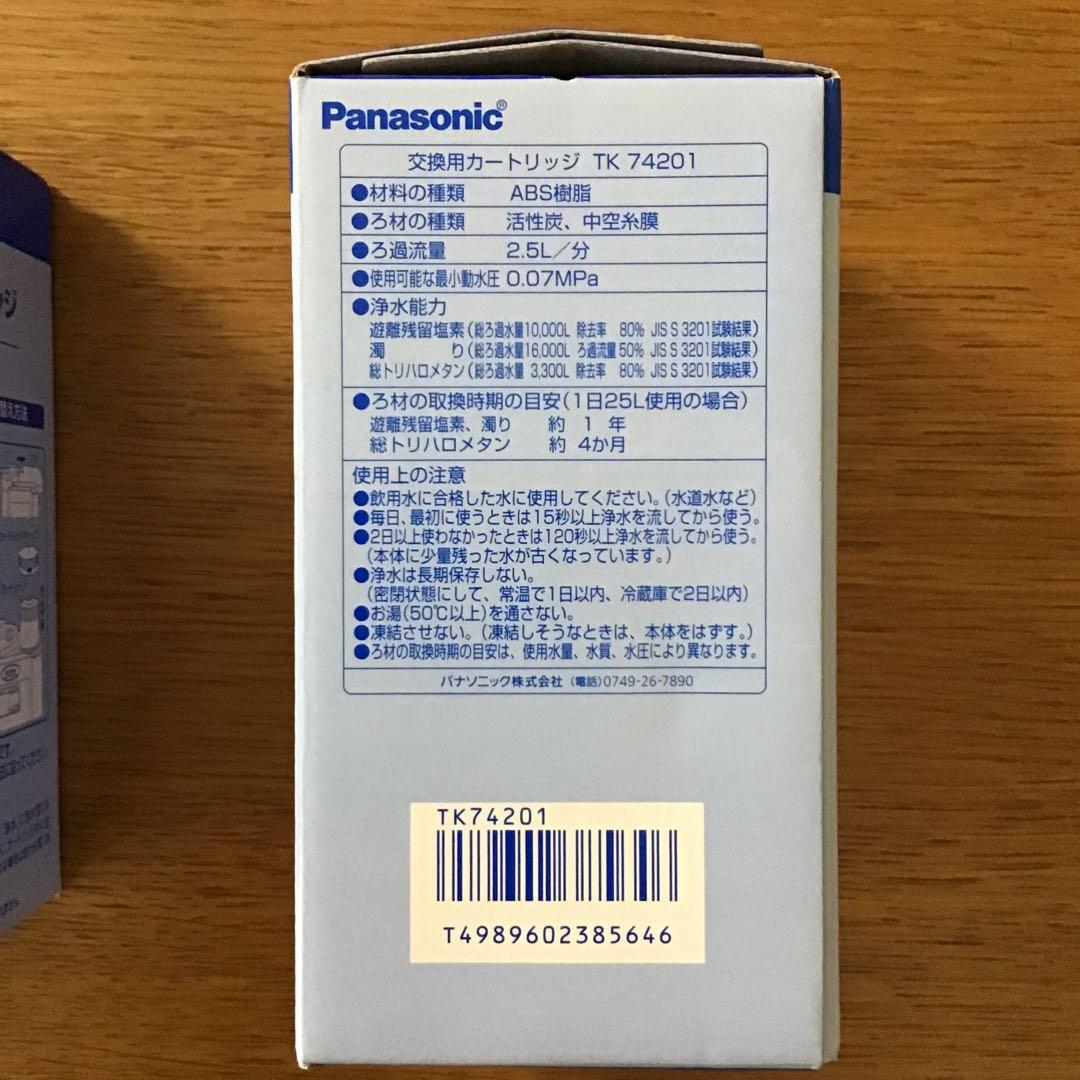 Panasonic®
交換用カートリッジ TK 74201
●材料の種類 ABS樹脂
●ろ材の種類 活性炭、中空糸膜
●ろ過流量 2.5L／分
●使用可能な最小動水圧 0.07MPa
●浄水能力
遊離残留塩素(総ろ過水量10,000L 除去率 80% JIS S 3201試験結果)
濁り(総ろ過水量16,000L ろ過流量50% JIS S 3201試験結果)
総トリハロメタン(総ろ過水量 3,300L 除去率 80% JIS S 3201試験結果)
●ろ材の取換時期の目安(1日25L使用の場合)
遊離残留塩素、濁り 約 1 年
総トリハロメタン 約 4か月
使用上の注意
●飲用水に合格した水に使用してください。(水道水など)
●毎日、最初に使うときは15秒以上浄水を流してから使う。
●2日以上使わなかったときは120秒以上浄水を流してから使う。
(本体に少量残った水が古くなっています。)
●浄水は長期保存しない。
(密閉状態にして、常温で1日以内、冷蔵庫で2日以内)
●お湯(50℃以上)を通さない。
●凍結させない。(凍結しそうなときは、本体をはずす。)
●ろ材の取換時期の目安は、使用水量、水質、水圧により異なります。
パナソニック株式会社 (電話)0749-26-7890
TK74201
T4989602385646
ッジ
替え方法